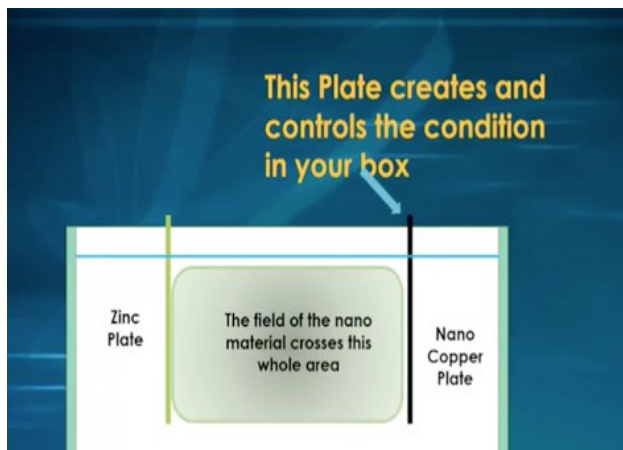 This Plate creates and
controls the condition
in your box
Zinc
Plate
The field of the nano
material crosses this
whole area
Nano
Copper
Plate